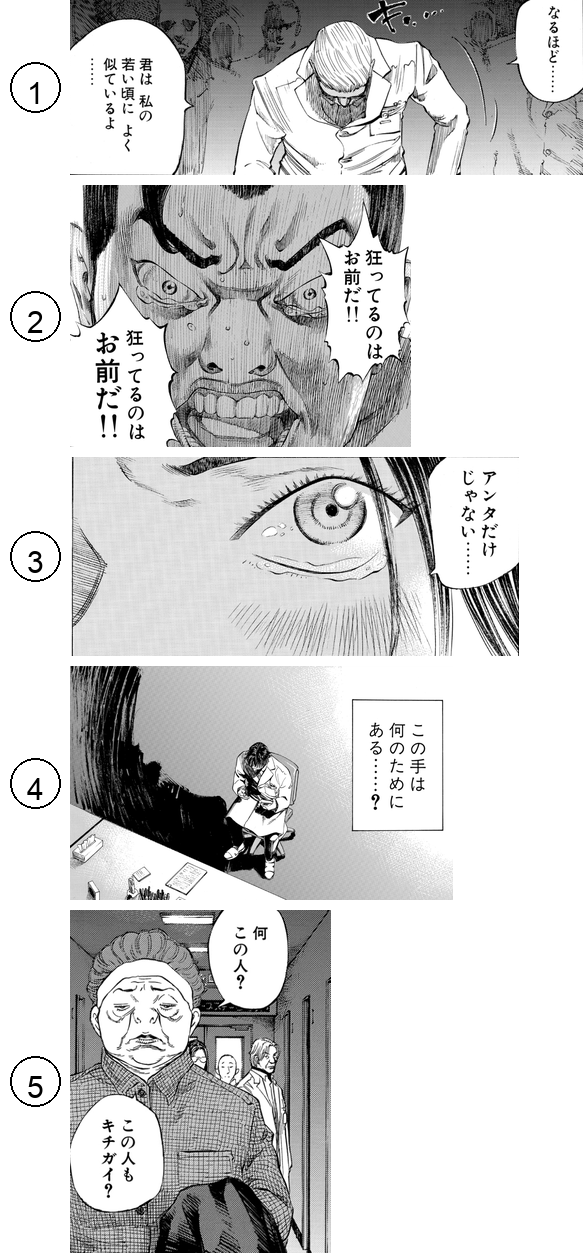 1
なるほど……
キッ…
君は 私の
若い頃に よく
似ているよ
……
2
狂ってるのは
お前だ!!
狂ってるのは
お前だ!!
3
アンタだけ
じゃない……
4
この手は
何のために
ある……?
5
何
この人?
この人も
キチガイ?